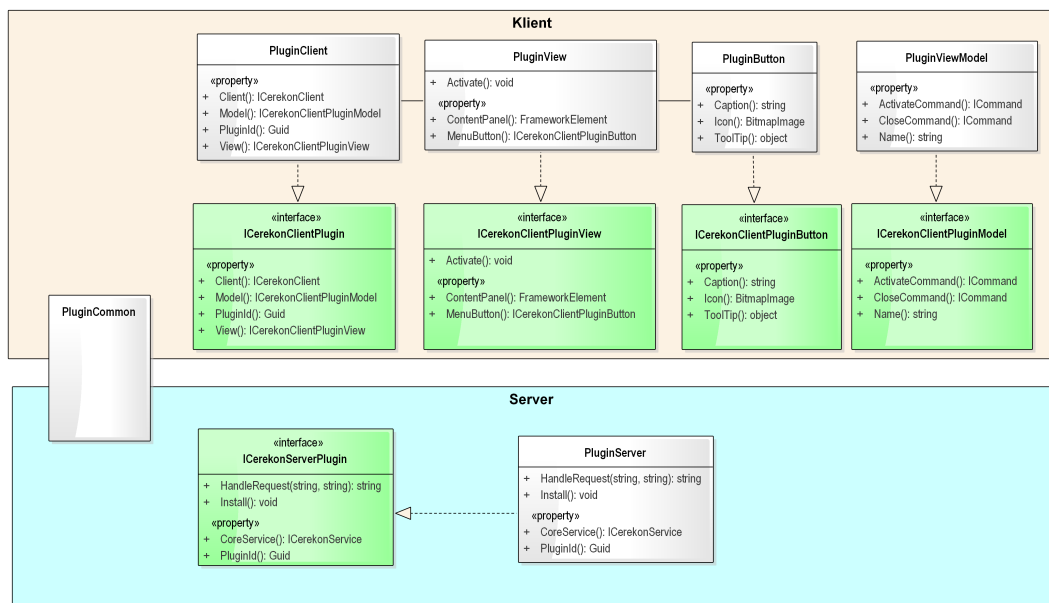 Klient
PluginClient
«property»
+ Client(): ICerekonClient
+ Model(): ICerekonClientPluginModel
+ PluginId(): Guid
+ View(): ICerekonClientPluginView
PluginView
+ Activate(): void
«property»
+ ContentPanel(): FrameworkElement
+ MenuButton(): ICerekonClientPluginButton
PluginButton
«property»
+ Caption(): string
+ Icon(): BitmapImage
+ ToolTip(): object
PluginViewModel
«property»
+ ActivateCommand(): ICommand
+ CloseCommand(): ICommand
+ Name(): string
«interface»
ICerekonClientPlugin
«property»
+ Client(): ICerekonClient
+ Model(): ICerekonClientPluginModel
+ PluginId(): Guid
+ View(): ICerekonClientPluginView
«interface»
ICerekonClientPluginView
+ Activate(): void
«property»
+ ContentPanel(): FrameworkElement
+ MenuButton(): ICerekonClientPluginButton
«interface»
ICerekonClientPluginButton
«property»
+ Caption(): string
+ Icon(): BitmapImage
+ ToolTip(): object
«interface»
ICerekonClientPluginModel
«property»
+ ActivateCommand(): ICommand
+ CloseCommand(): ICommand
+ Name(): string
PluginCommon
Server
«interface»
ICerekonServerPlugin
+ HandleRequest(string, string): string
+ Install(): void
«property»
+ CoreService(): ICerekonService
+ PluginId(): Guid
PluginServer
+ HandleRequest(string, string): string
+ Install(): void
«property»
+ CoreService(): ICerekonService
+ PluginId(): Guid